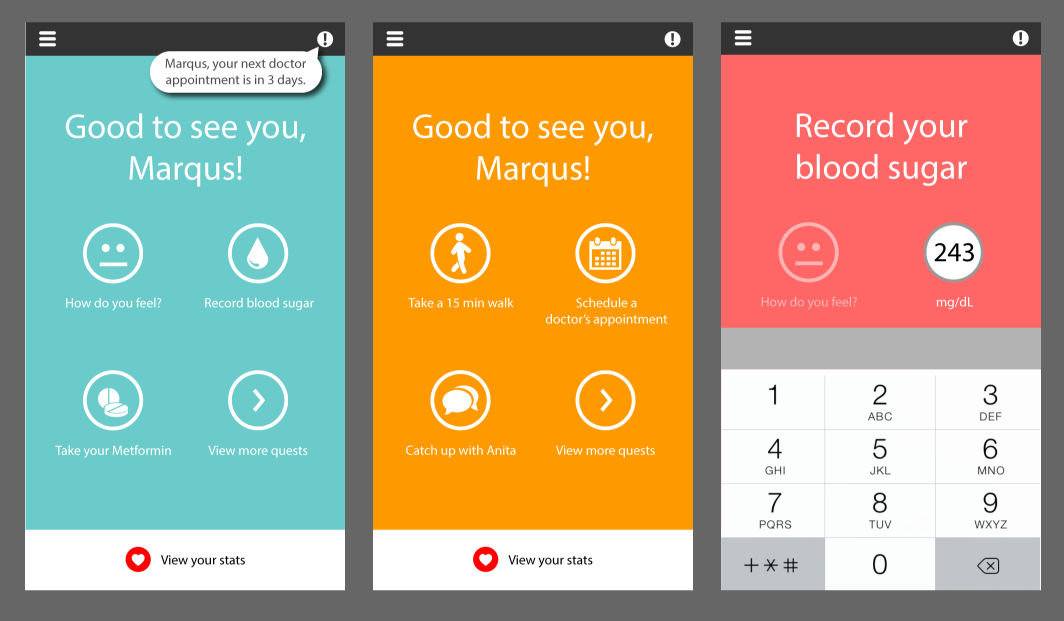 Marqus, your next doctor
appointment is in 3 days.
Good to see you,
Marqus!
How do you feel?
Record blood sugar
Take your Metformin
View more quests
View your stats
Good to see you,
Marqus!
Take a 15 min walk
Schedule a
doctor's appointment
Catch up with Anita
View more quests
View your stats
Record your
blood sugar
243
How do you feel?
mg/dL
1 2 3
ABC DEF
4 5 6
GHI JKL MNO
7 8 9
PQRS TUV WXYZ
+*# 0